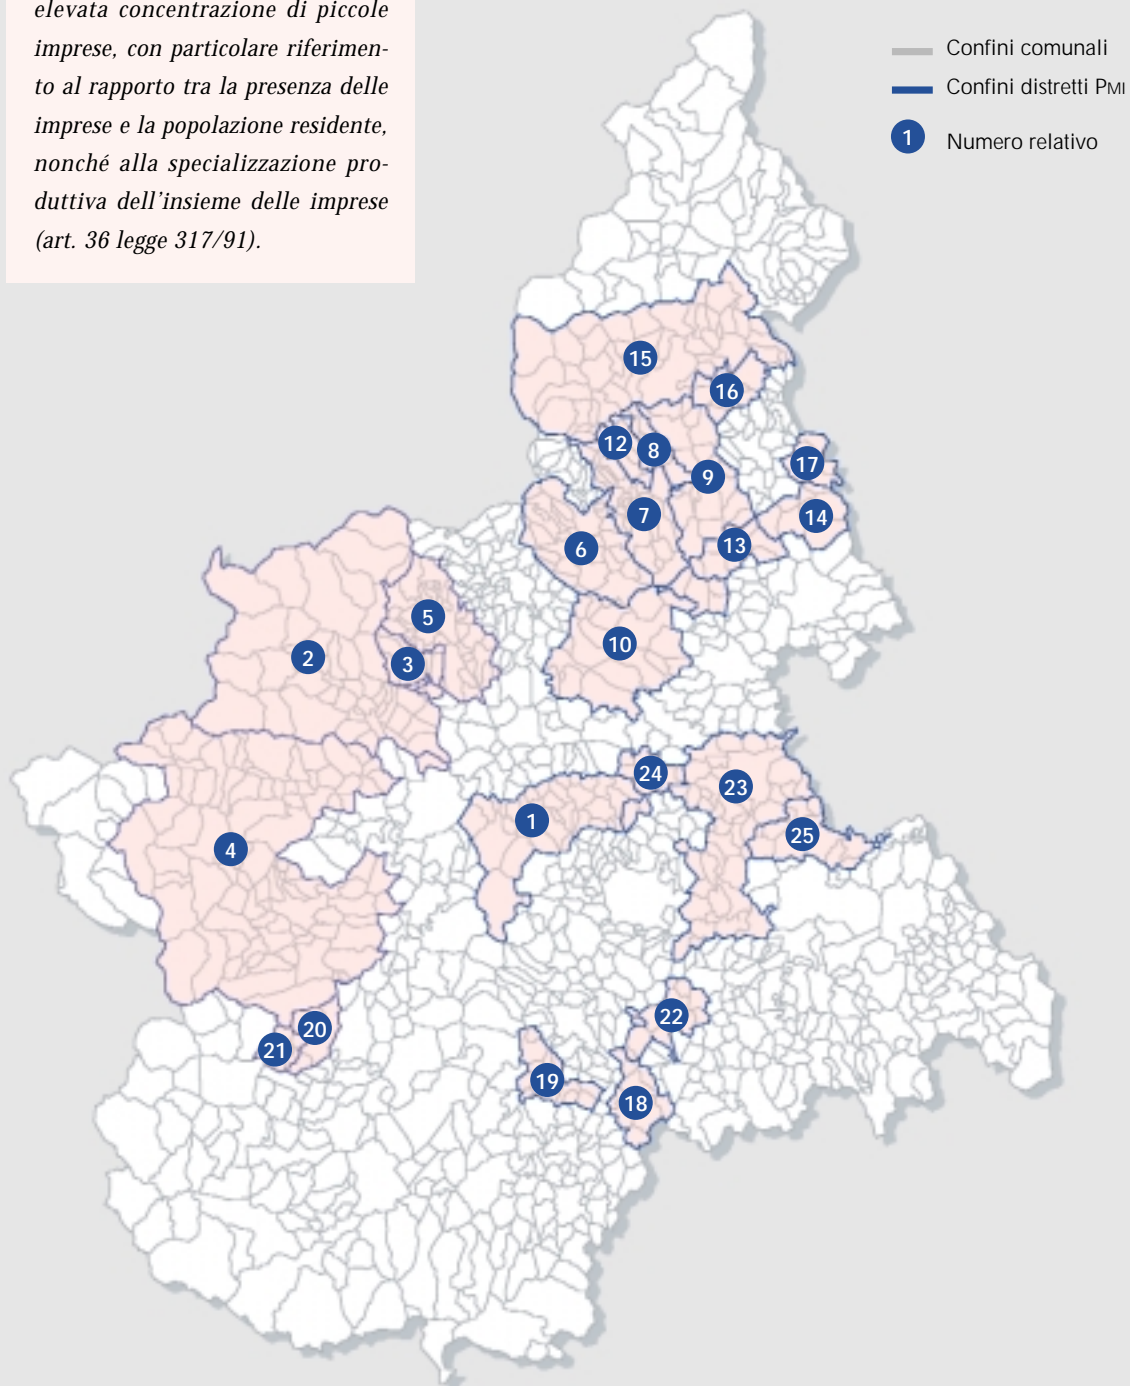 elevata concentrazione di piccole
imprese, con particolare riferimen-
to al rapporto tra la presenza delle
imprese e la popolazione residente,
nonché alla specializzazione pro-
duttiva dell'insieme delle imprese
(art. 36 legge 317/91).
Confini comunali
Confini distretti PMI
1 Numero relativo
15
16
12
8
17
9
7
14
13
6
5
10
3
2
24
23
1
25
4
22
20
21
19
18